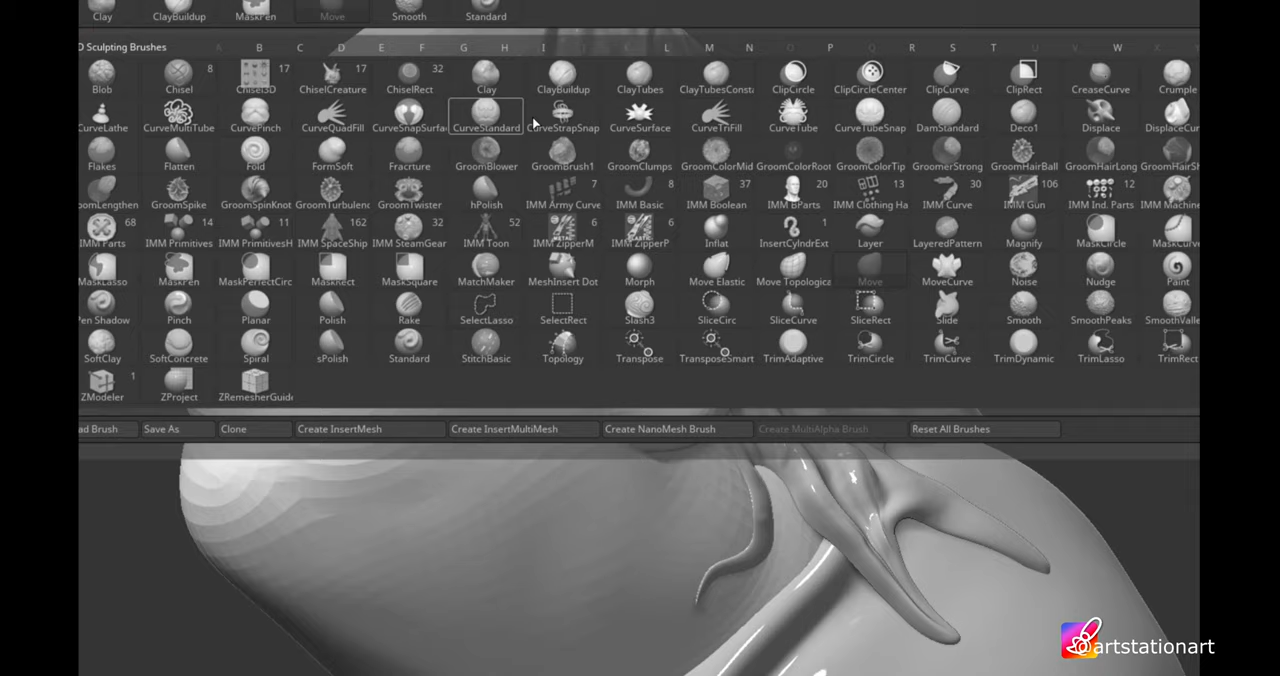 Clay ClayBuildup MaskPen Move Smooth Standard
D Sculpting Brushes A B C D E F G H I J K L M N O P Q R S T U V W X Y
8 17 17 32
Blob Chisel Chisel3D ChiselCreature ChiselRect Clay ClayBuildup ClayTubes ClayTubesConsta ClipCircle ClipCircleCenter ClipCurve ClipRect CreaseCurve Crumple
CurveLathe CurveMultiTube CurvePinch CurveQuadFill CurveSnapSurfa CurveStandard CurveStrapSnap CurveSurface CurveTriFill CurveTube CurveTubeSnap DamStandard Deco1 Displace DisplaceCur
Flakes Flatten Fold FormSoft Fracrture GroomBlower GroomBrush1 GroomClumps GroomColorMid GroomColorRoot GroomColorTip GroomerStrong GroomHairBall GroomHairLong GroomHairSh
7 8 37 20 13 30 106 12
oomLengthen GroomSpike GroomSpinKnot GroomTurbulenc GroomTwister hPolish IMM Army Curve IMM Basic IMM Boolean IMM BParts IMM Clothing Ha IMM Curve IMM Gun IMM Ind. Parts IMM Machine
68 14 11 162 32 52 6 6 1
IMM Parts IMM Primitives IMM PrimitivesH IMM SpaceShip IMM SteamGear IMM Toon IMM ZipperM IMM ZipperP Inflat InsertCylndrExt Layer LayeredPattern Magnify MaskCircle MaskCurve
MaskLasso MaskPen MaskPerfectCirc MaskRect MaskSquare MatchMaker MeshInsert Dot Morph Move Elastic Move Topologica Move MoveCurve Noise Nudge Paint
Pen Shadow Pinch Planar Polish Rake SelectLasso SelectRect Slash3 SliceCirc SliceCurve SliceRect Slide Smooth SmoothPeaks SmoothValle
SoftClay SoftConcrete Spiral sPolish Standard StitchBasic Topology Transpose TransposeSmart TrimAdaptive TrimCircle TrimCurve TrimDynamic TrimLasso TrimRect
1
ZModeler ZProject ZRemesherGuide
ad Brush Save As Clone Create InsertMesh Create InsertMultiMesh Create NanoMesh Brush Create MultiAlpha Brush Reset All Brushes
@artstationart